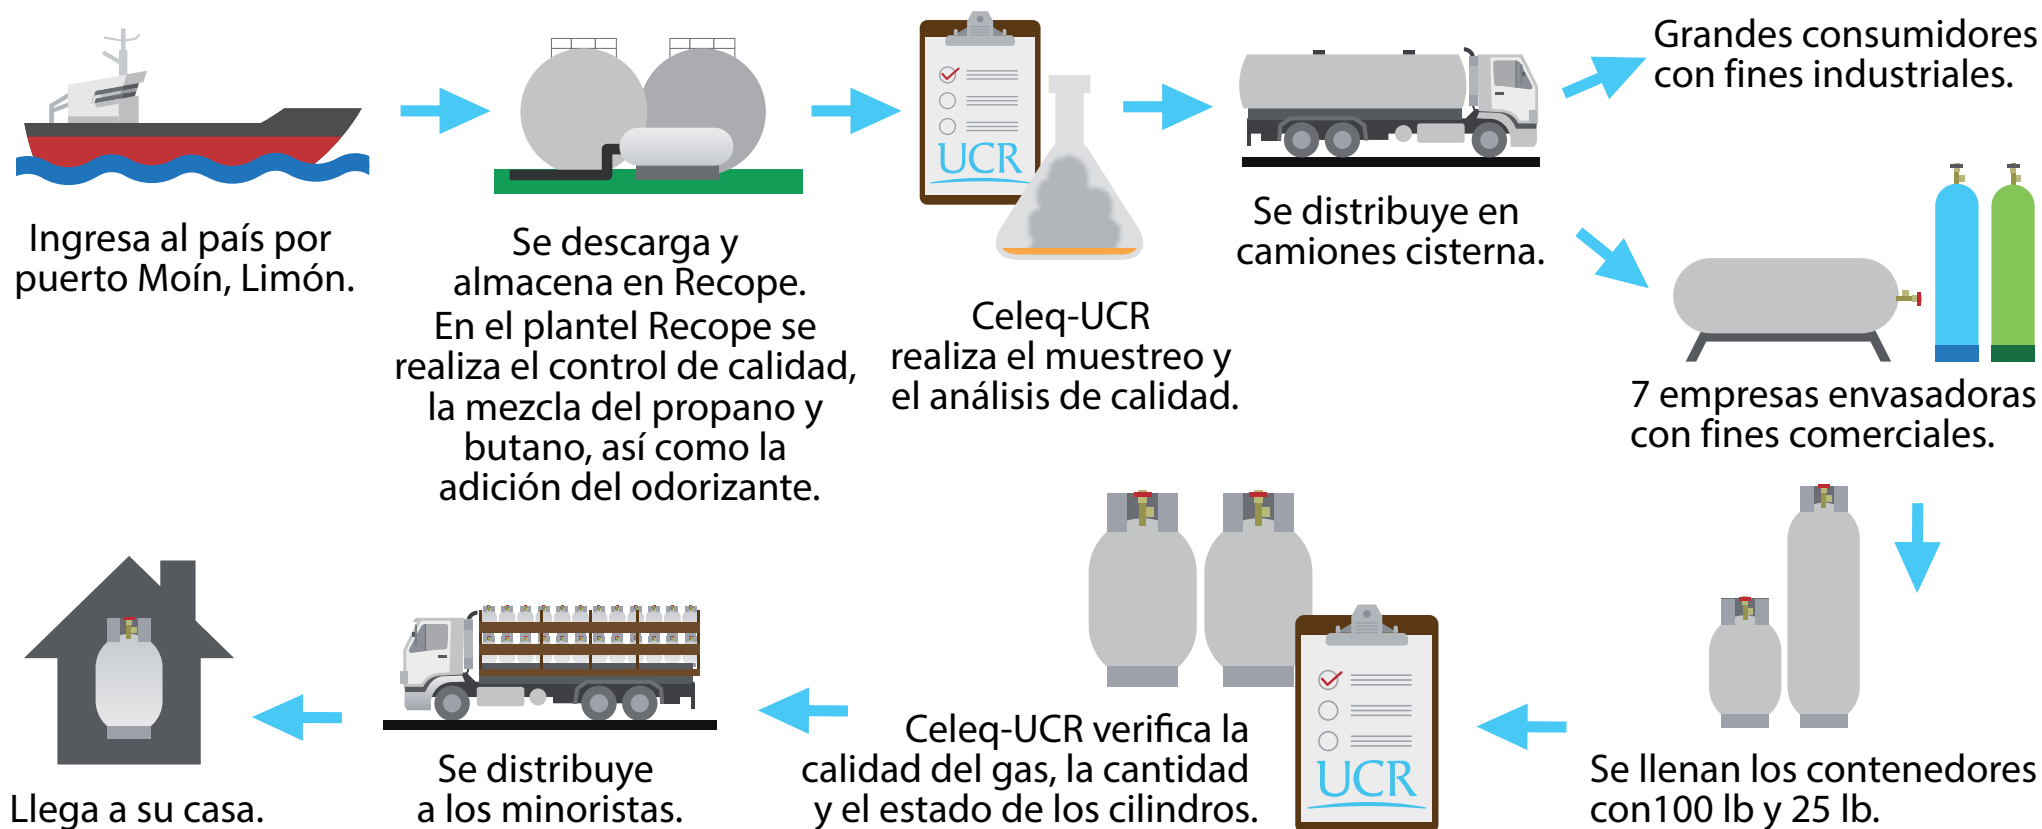 Ingresa al país por
puerto Moín, Limón.
Se descarga y
almacena en Recope.
En el plantel Recope se
realiza el control de calidad,
la mezcla del propano y
butano, así como la
adición del odorizante.
UCR
Celeq-UCR
realiza el muestreo y
el análisis de calidad.
Se distribuye en
camiones cisterna.
Grandes consumidores
con fines industriales.
7 empresas envasadoras
con fines comerciales.
Se llenan los contenedores
con100 lb y 25 lb.
UCR
Celeq-UCR verifica la
calidad del gas, la cantidad
y el estado de los cilindros.
Se distribuye
a los minoristas.
Llega a su casa.